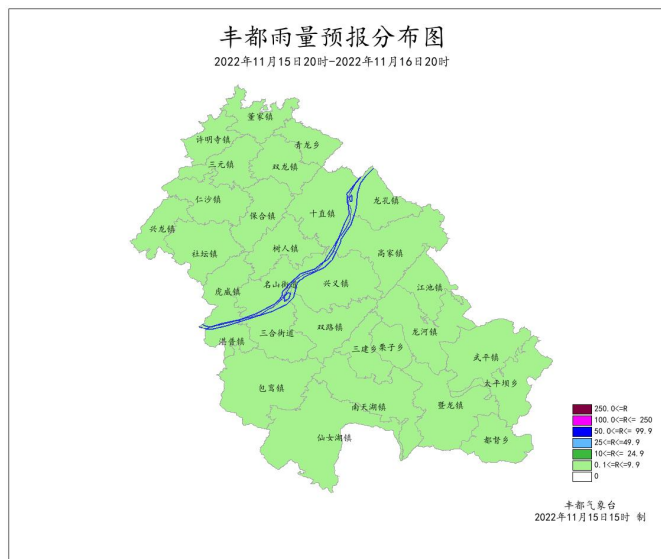 丰都雨量预报分布图
2022年11月15日20时-2022年11月16日20时
董家镇
许明寺镇
青龙乡
三元镇
双龙镇
仁沙镇
龙孔镇
保合镇
十直镇
兴龙镇
树人镇
社坛镇
高家镇
虎威镇
名山街道
兴义镇
江池镇
湛普镇
三合街道
双路镇
龙河镇
三建乡
栗子乡
武平镇
太平坝乡
包鸾镇
南天湖镇
暨龙镇
仙女湖镇
都督乡
250.0<=R
100.0<=R<= 250
50.0<=R<= 99.9
25<=R<=49.9
10<=R<= 24.9
0.1<=R<=9.9
0
丰都气象台
2022年11月15日15时 制